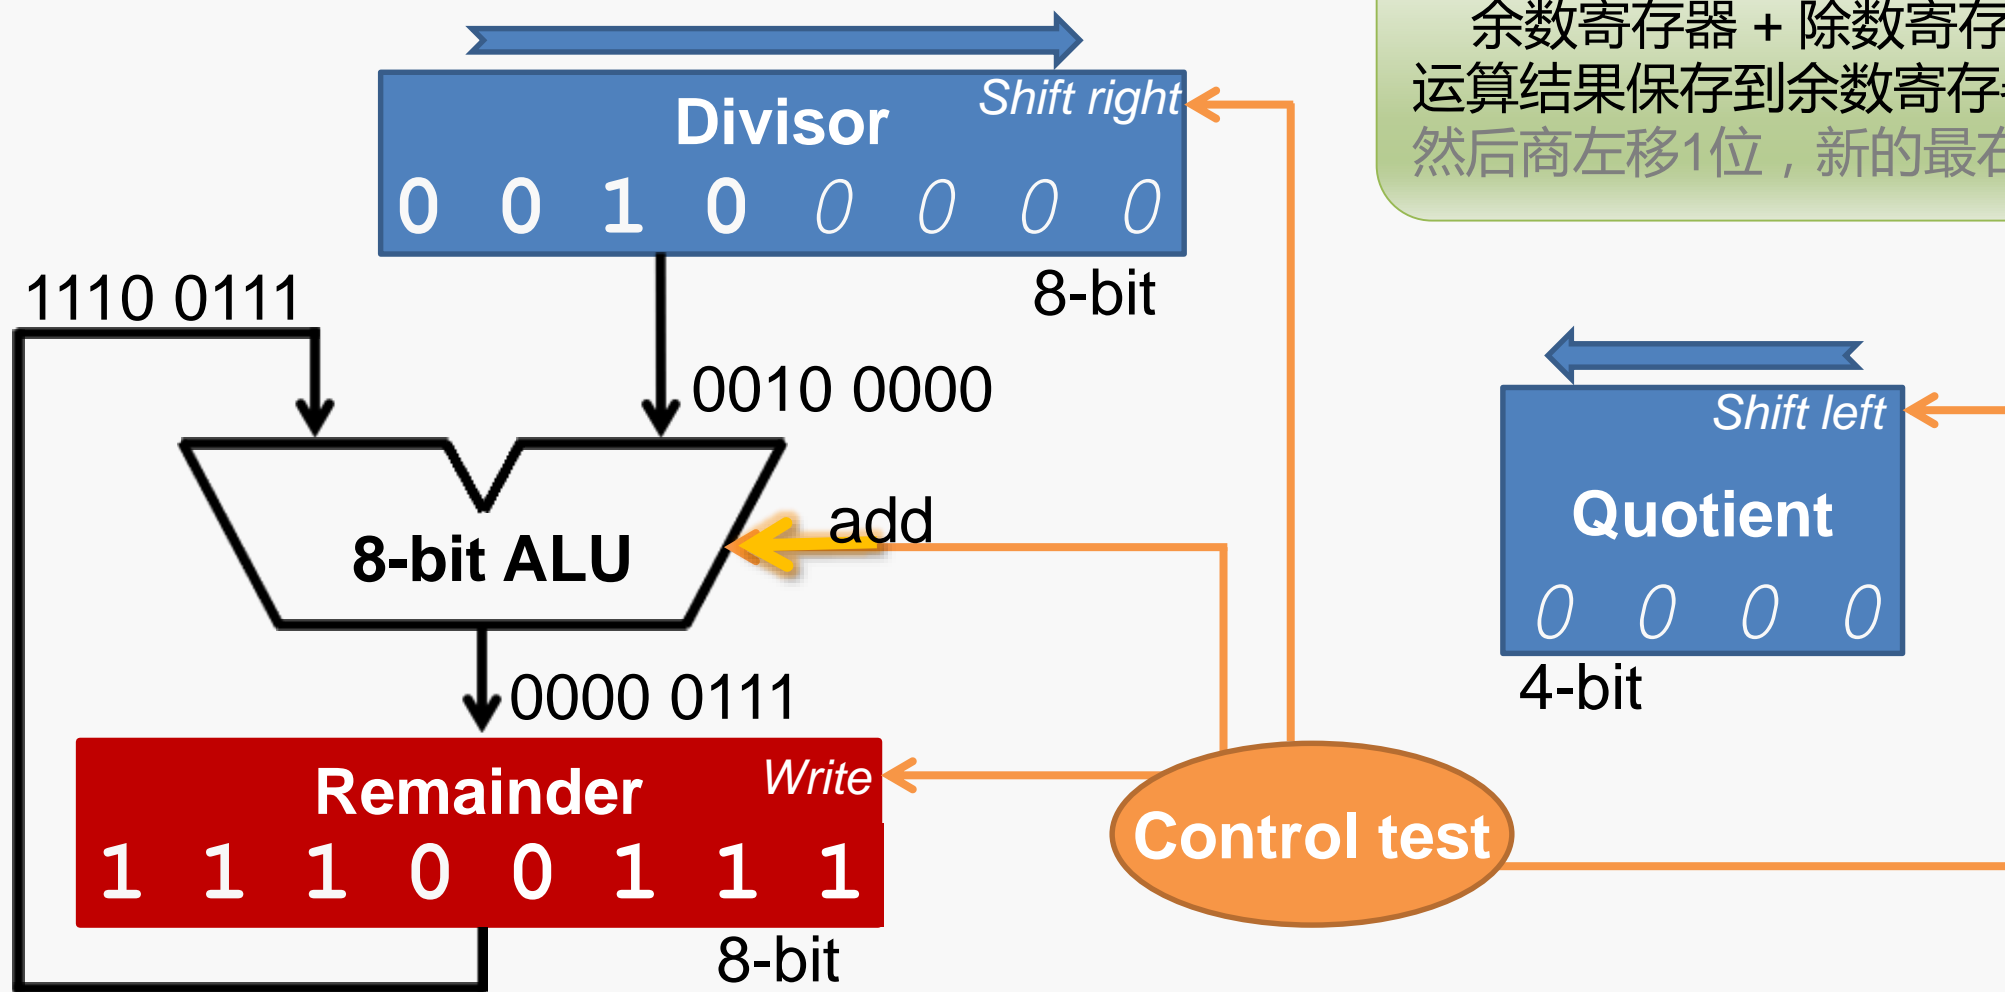 余数寄存器 + 除数寄存
运算结果保存到余数寄存
然后商左移1位，新的最右
Shift right
Divisor
0 0 1 0 0 0 0 0
8-bit
1110 0111
0010 0000
Shift left
Quotient
0 0 0 0
4-bit
add
8-bit ALU
0000 0111
Remainder
Write
1 1 1 0 0 1 1 1
8-bit
Control test